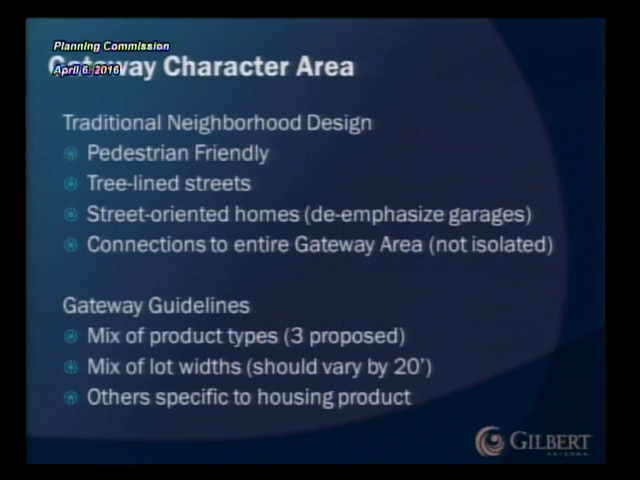 Planning Commission
April 6, 2016
Gateway Character Area
Traditional Neighborhood Design
Pedestrian Friendly
Tree-lined streets
Street-oriented homes (de-emphasize garages)
Connections to entire Gateway Area (not isolated)
Gateway Guidelines
Mix of product types (3 proposed)
Mix of lot widths (should vary by 20')
Others specific to housing product
GILBERT
ARIZONA